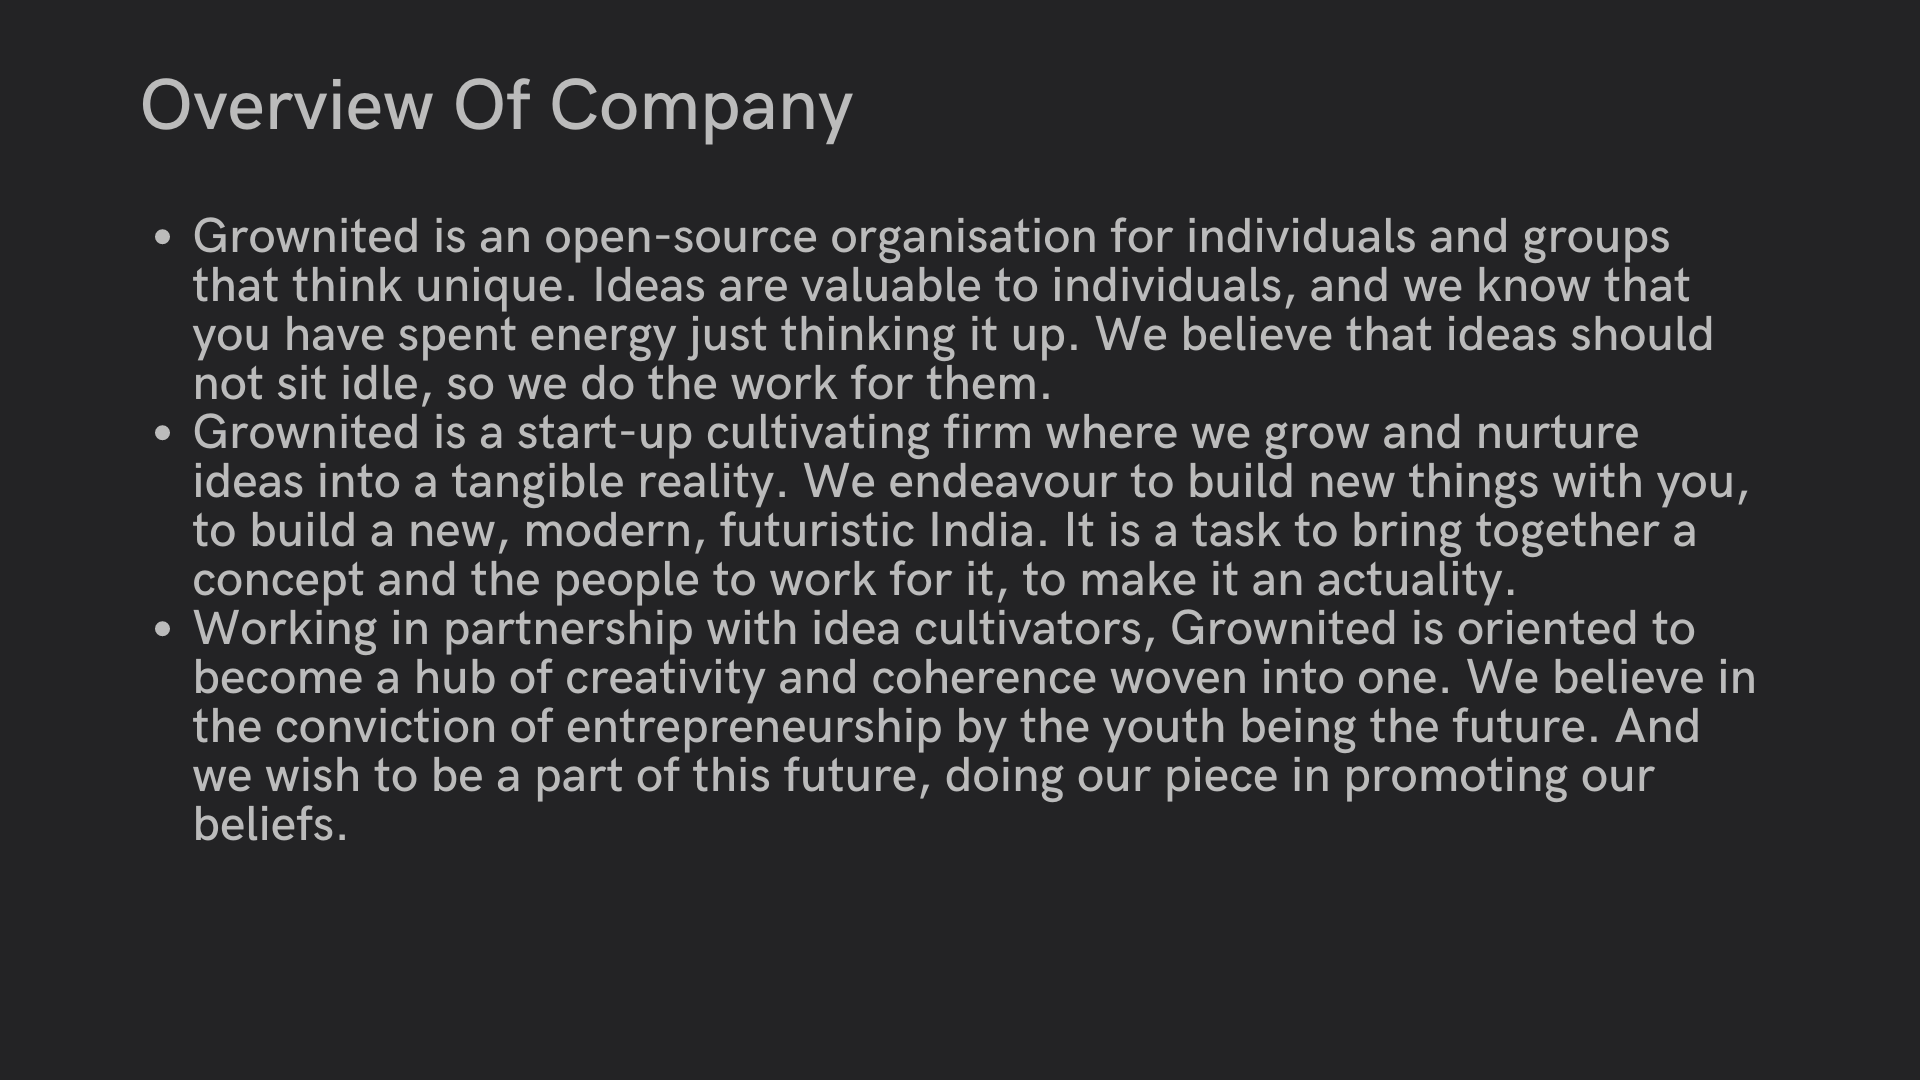 Overview Of Company
• Grownited is an open-source organisation for individuals and groups
that think unique. Ideas are valuable to individuals, and we know that
you have spent energy just thinking it up. We believe that ideas should
not sit idle, so we do the work for them.
• Grownited is a start-up cultivating firm where we grow and nurture
ideas into a tangible reality. We endeavour to build new things with you,
to build a new, modern, futuristic India. It is a task to bring together a
concept and the people to work for it, to make it an actuality.
• Working in partnership with idea cultivators, Grownited is oriented to
become a hub of creativity and coherence woven into one. We believe in
the conviction of entrepreneurship by the youth being the future. And
we wish to be a part of this future, doing our piece in promoting our
beliefs.